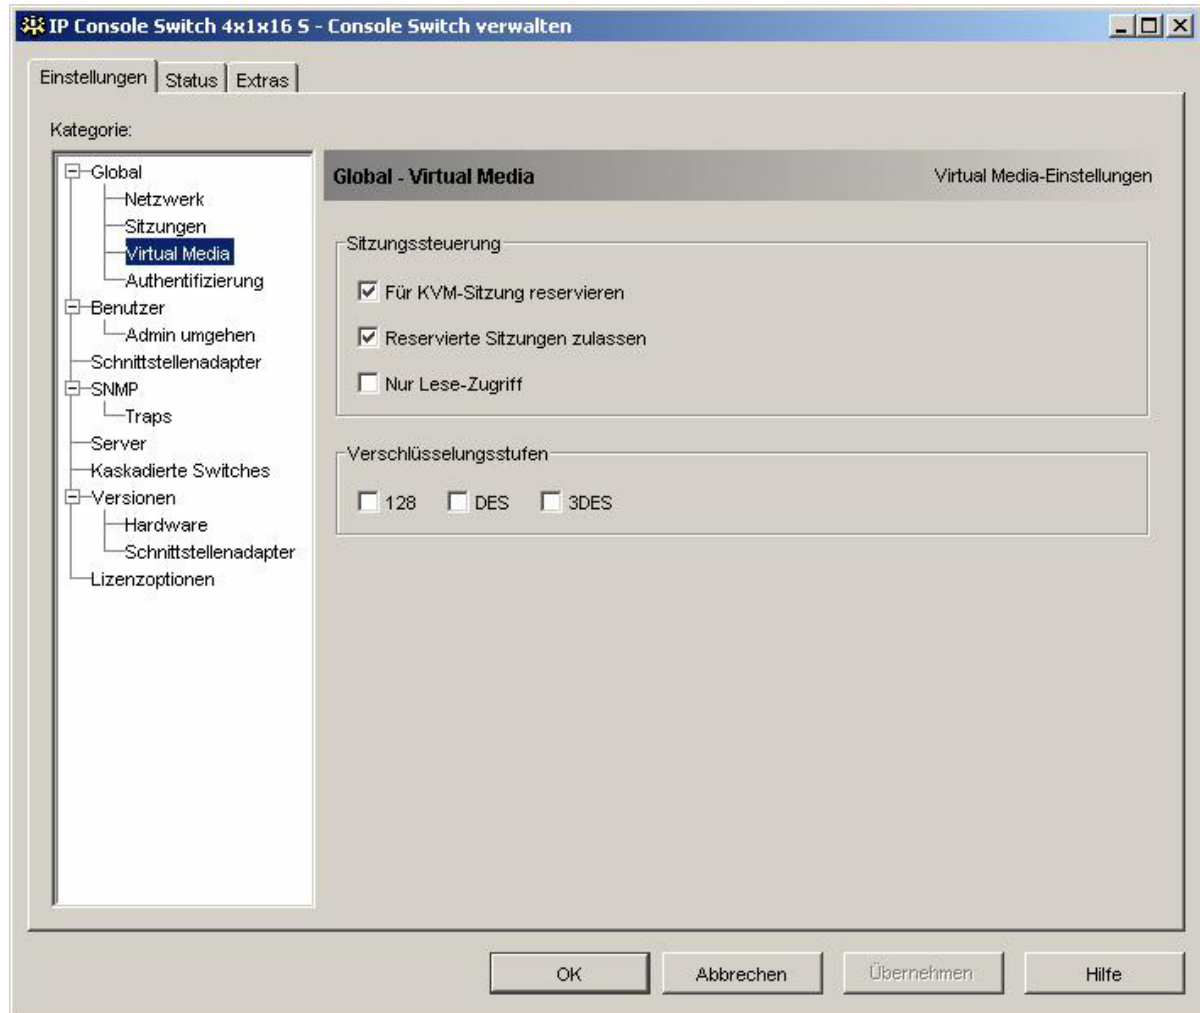 IP Console Switch 4x1x16 S - Console Switch verwalten
Einstellungen Status Extras
Kategorie:
Global
Netzwerk
Sitzungen
Virtual Media
Authentifizierung
Benutzer
Admin umgehen
Schnittstellenadapter
SNMP
Traps
Server
Kaskadierte Switches
Versionen
Hardware
Schnittstellenadapter
Lizenzoptionen
Global - Virtual Media Virtual Media-Einstellungen
Sitzungssteuerung
Für KVM-Sitzung reservieren
Reservierte Sitzungen zulassen
Nur Lese-Zugriff
Verschlüsselungsstufen
128 DES 3DES
OK Abbrechen Übernehmen Hilfe